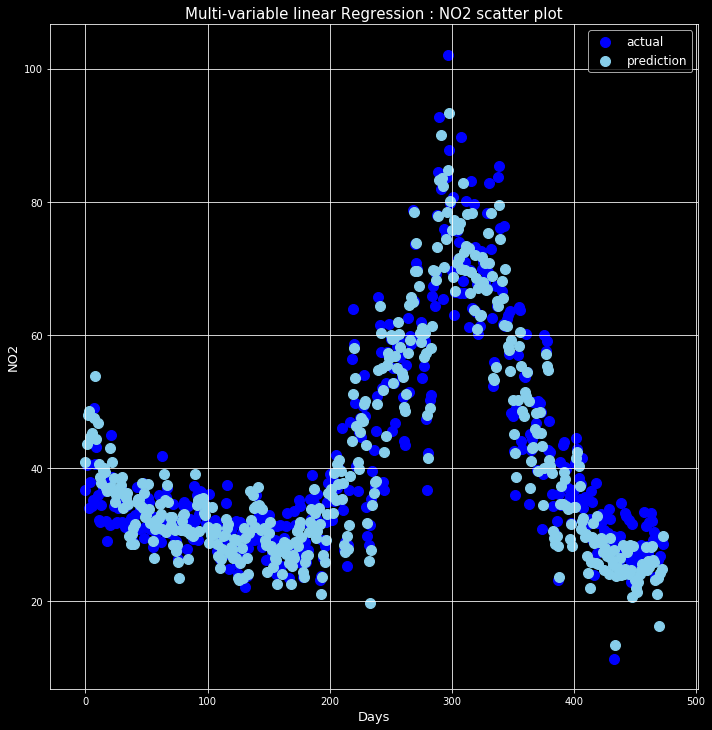 Multi-variable linear Regression : NO2 scatter plot
actual
prediction
100
80
60
40
20
NO2
0 100 200 300 400 500
Days